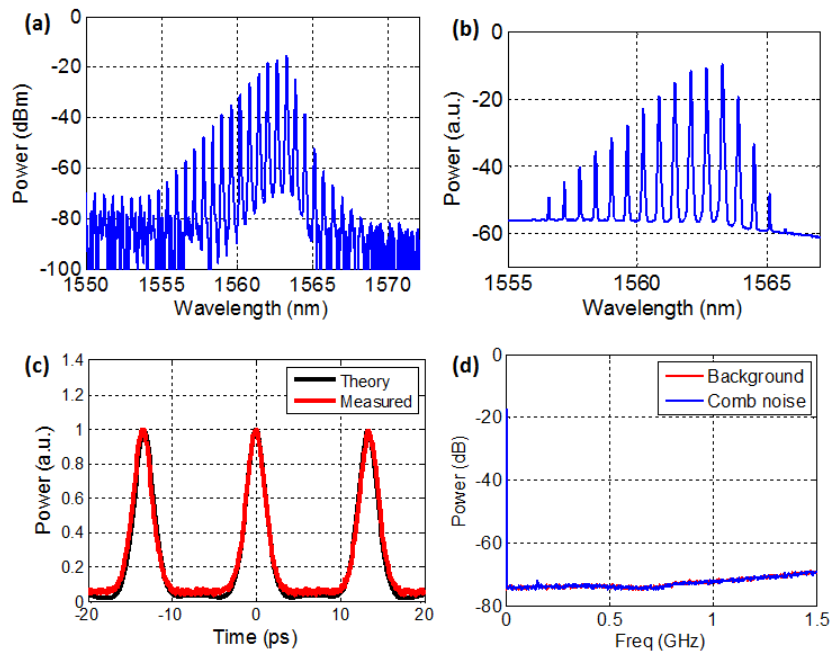 (a)
0
-20
-40
-60
-80
-100
Power (dBm)
1550 1555 1560 1565 1570
Wavelength (nm)
(b)
0
-20
-40
-60
Power (a.u.)
1555 1560 1565
Wavelength (nm)
(c)
1.4
1.2
1
0.8
0.6
0.4
0.2
0
Power (a.u.)
Theory
Measured
-20 -10 0 10 20
Time (ps)
(d)
0
-20
-40
-60
-80
Power (dB)
Background
Comb noise
0 0.5 1 1.5
Freq (GHz)